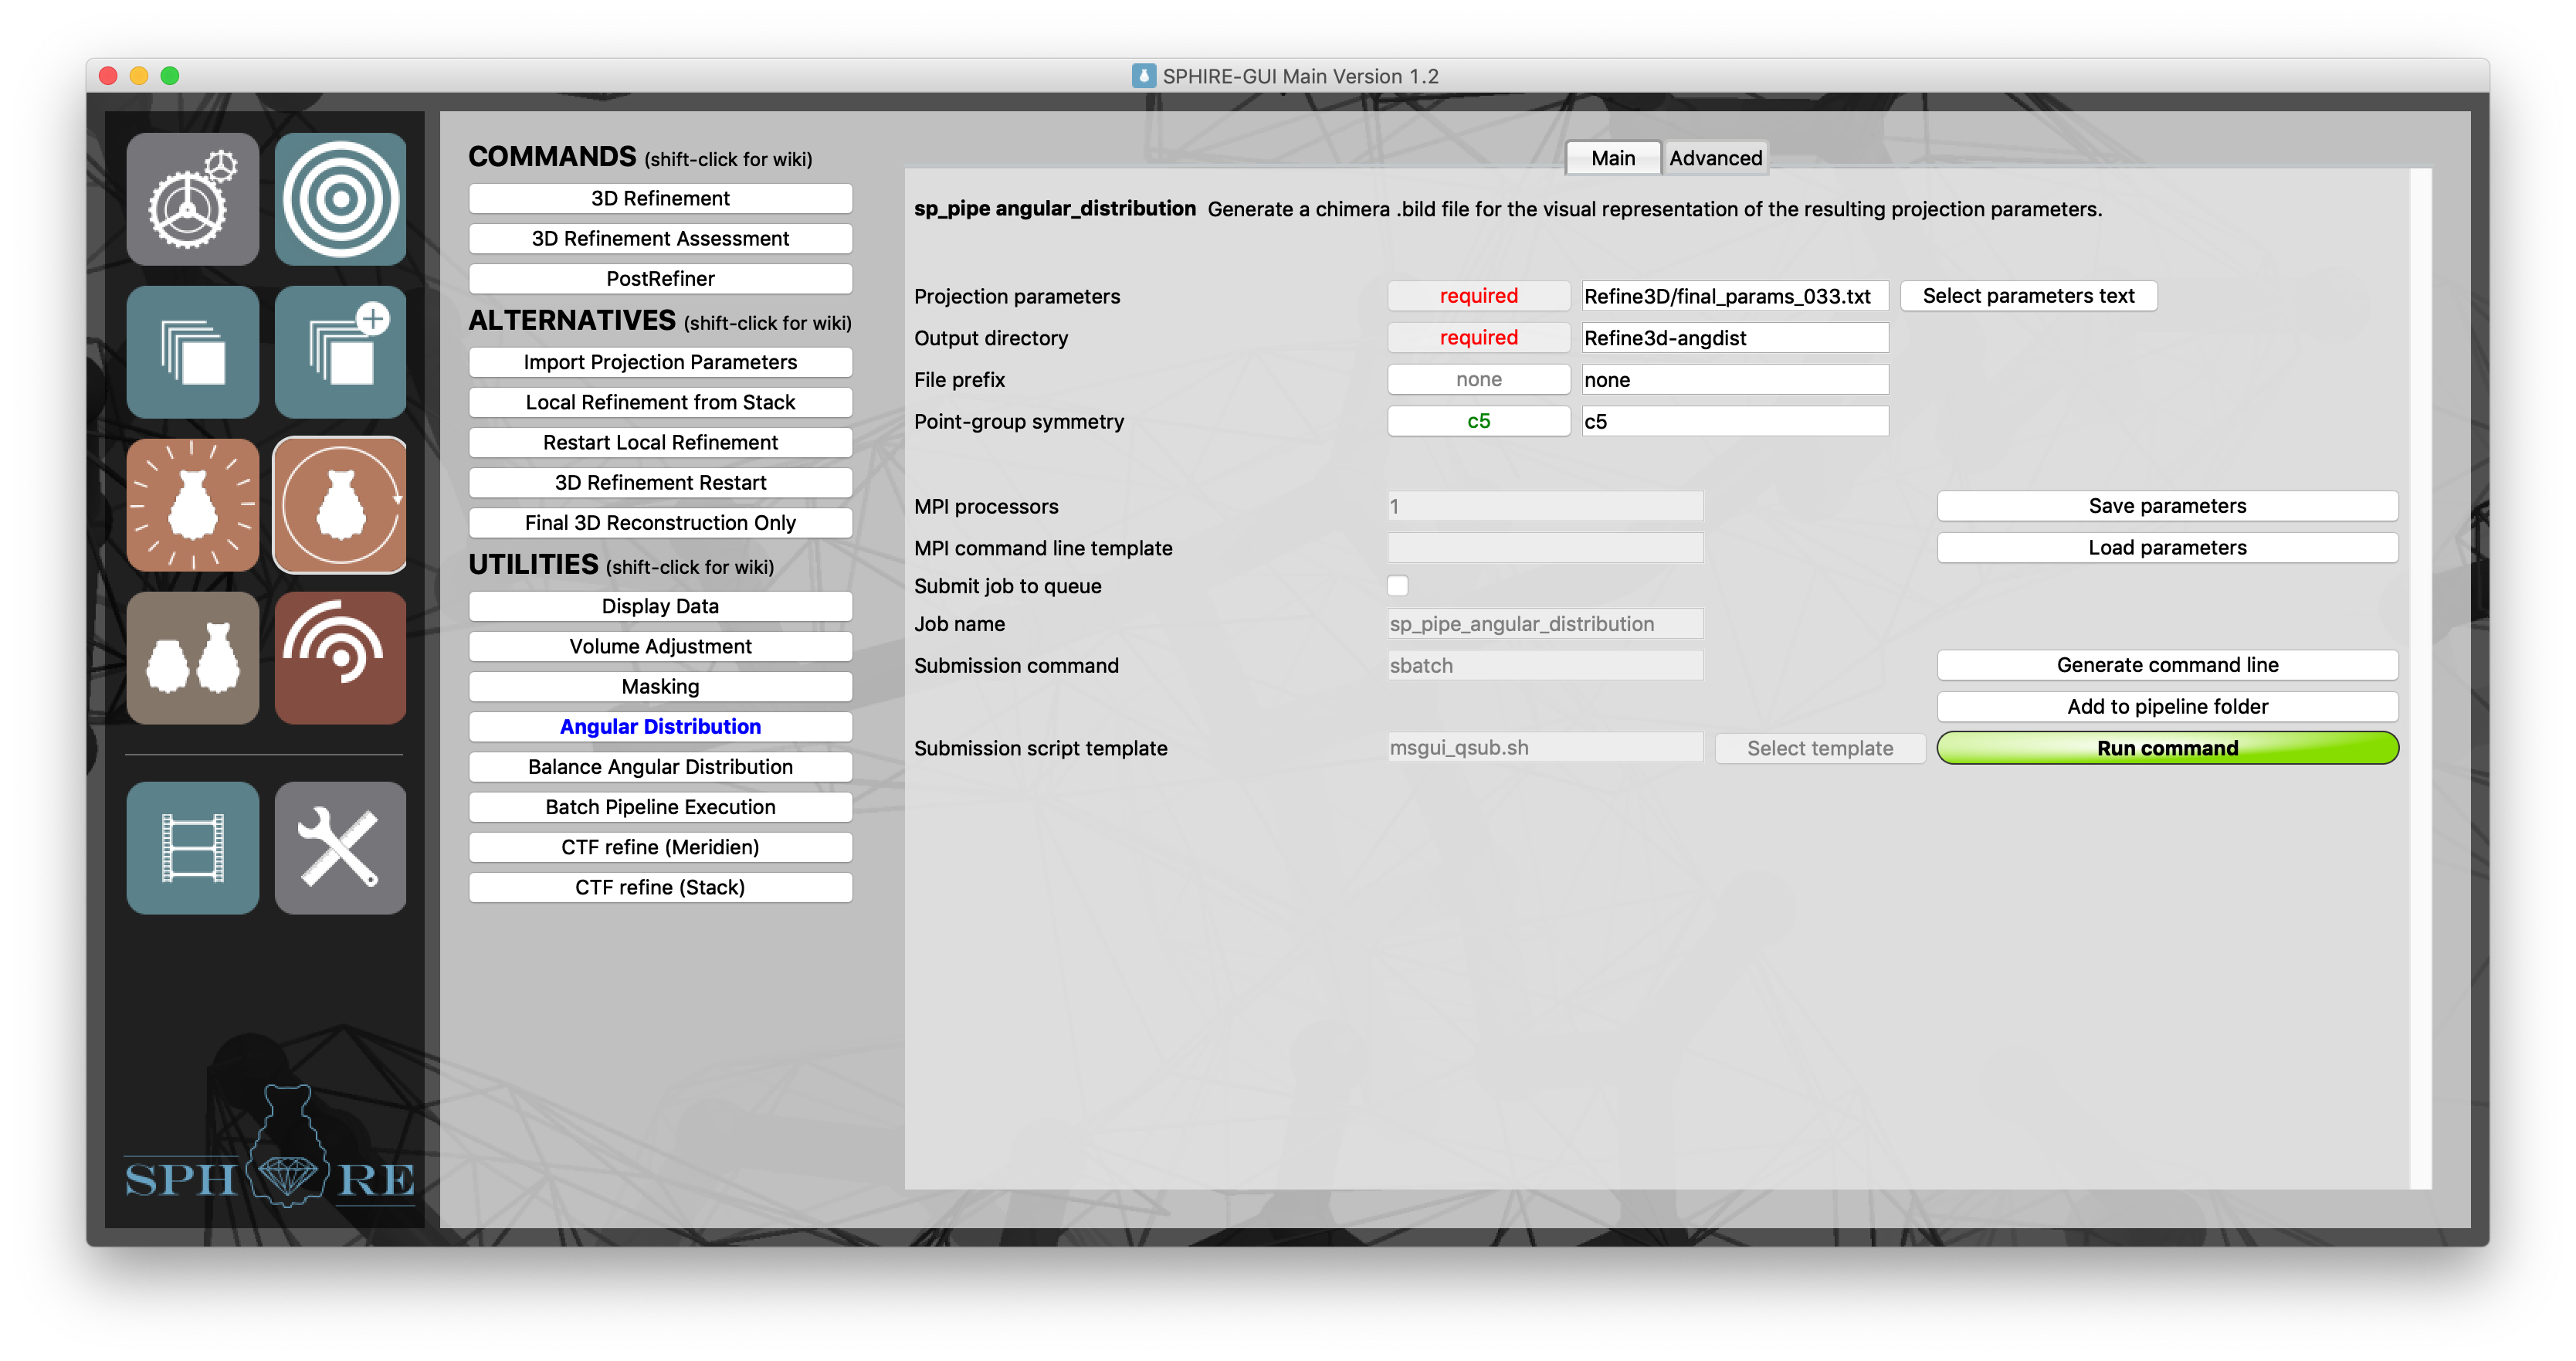 SPHIRE-GUI Main Version 1.2
COMMANDS (shift-click for wiki)
3D Refinement
3D Refinement Assessment
PostRefiner
ALTERNATIVES (shift-click for wiki)
Import Projection Parameters
Local Refinement from Stack
Restart Local Refinement
3D Refinement Restart
Final 3D Reconstruction Only
UTILITIES (shift-click for wiki)
Display Data
Volume Adjustment
Masking
Angular Distribution
Balance Angular Distribution
Batch Pipeline Execution
CTF refine (Meridien)
CTF refine (Stack)
SPH RE
Main Advanced
sp_pipe angular_distribution Generate a chimera .bild file for the visual representation of the resulting projection parameters.
Projection parameters required Refine3D/final_params_033.txt Select parameters text
Output directory required Refine3d-angdist
File prefix none none
Point-group symmetry c5 c5
MPI processors 1 Save parameters
MPI command line template Load parameters
Submit job to queue
Job name sp_pipe_angular_distribution
Submission command sbatch Generate command line
Add to pipeline folder
Submission script template msgui_qsub.sh Select template Run command